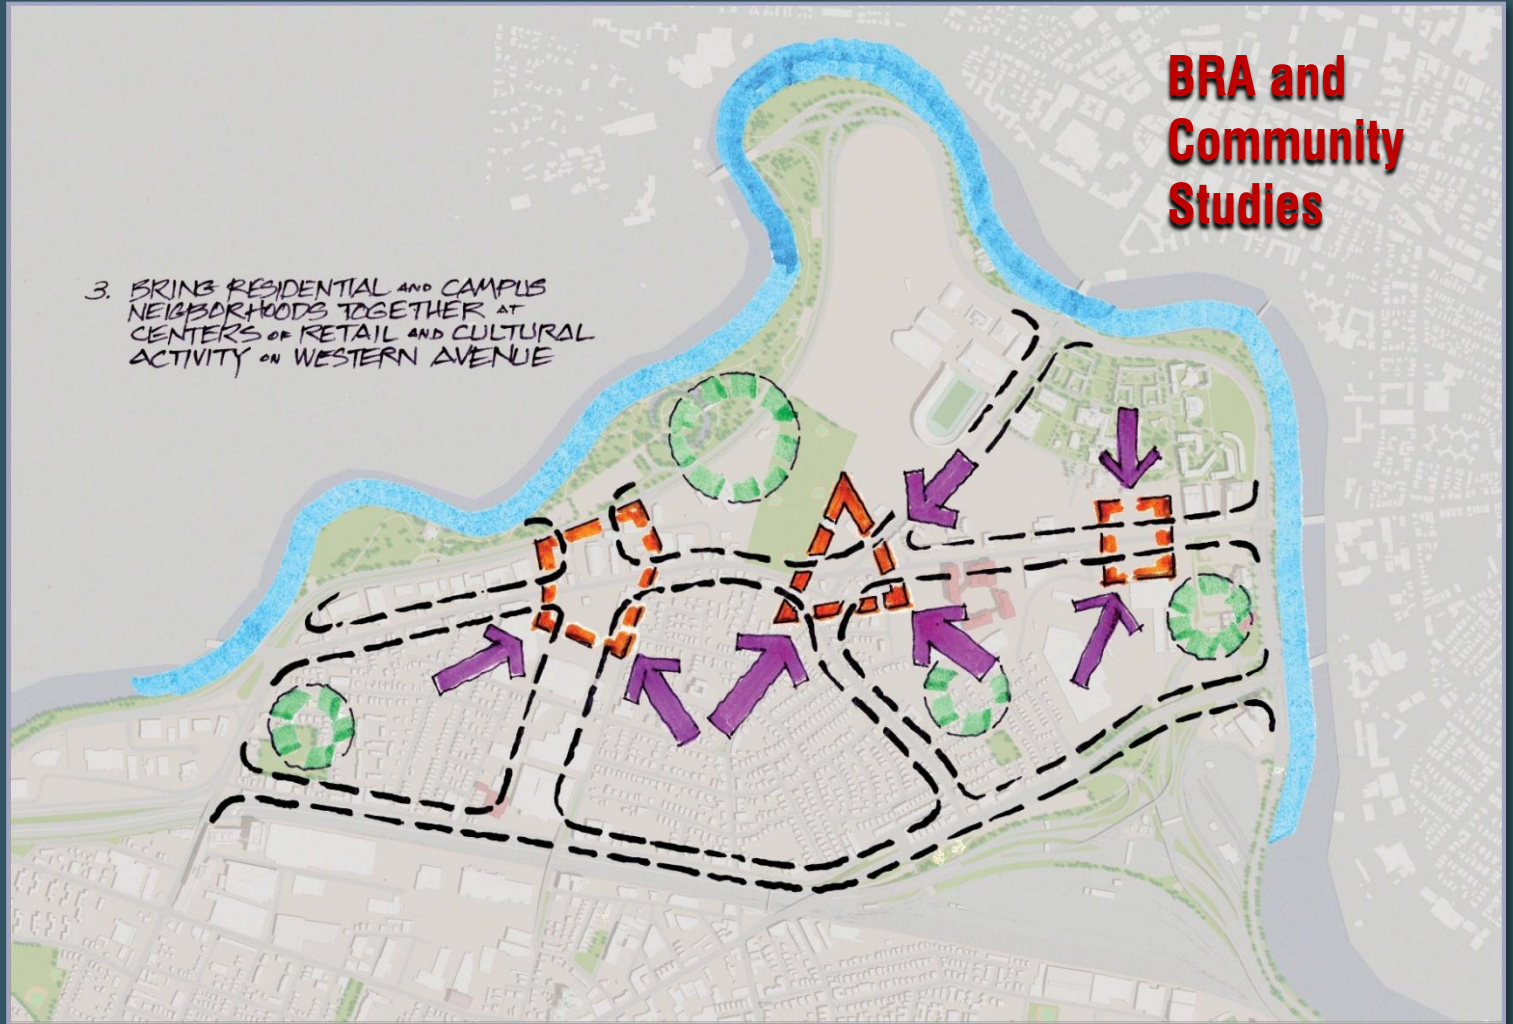 BRA and
Community
Studies
3. BRING RESIDENTIAL AND CAMPUS
NEIGBORHOODS TOGETHER AT
CENTERS OF RETAIL AND CULTURAL
ACTIVITY ON WESTERN AVENUE